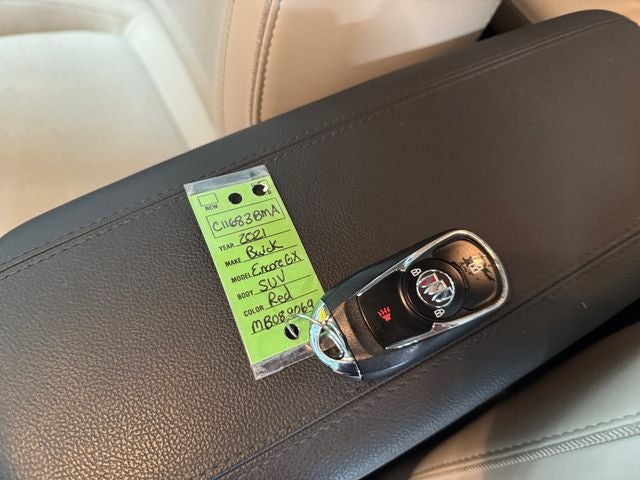 NEW
C11683BMA
YEAR 2021
MAKE Buick
MODEL Encore GX
BODY SUV
COLOR Red
MB089069